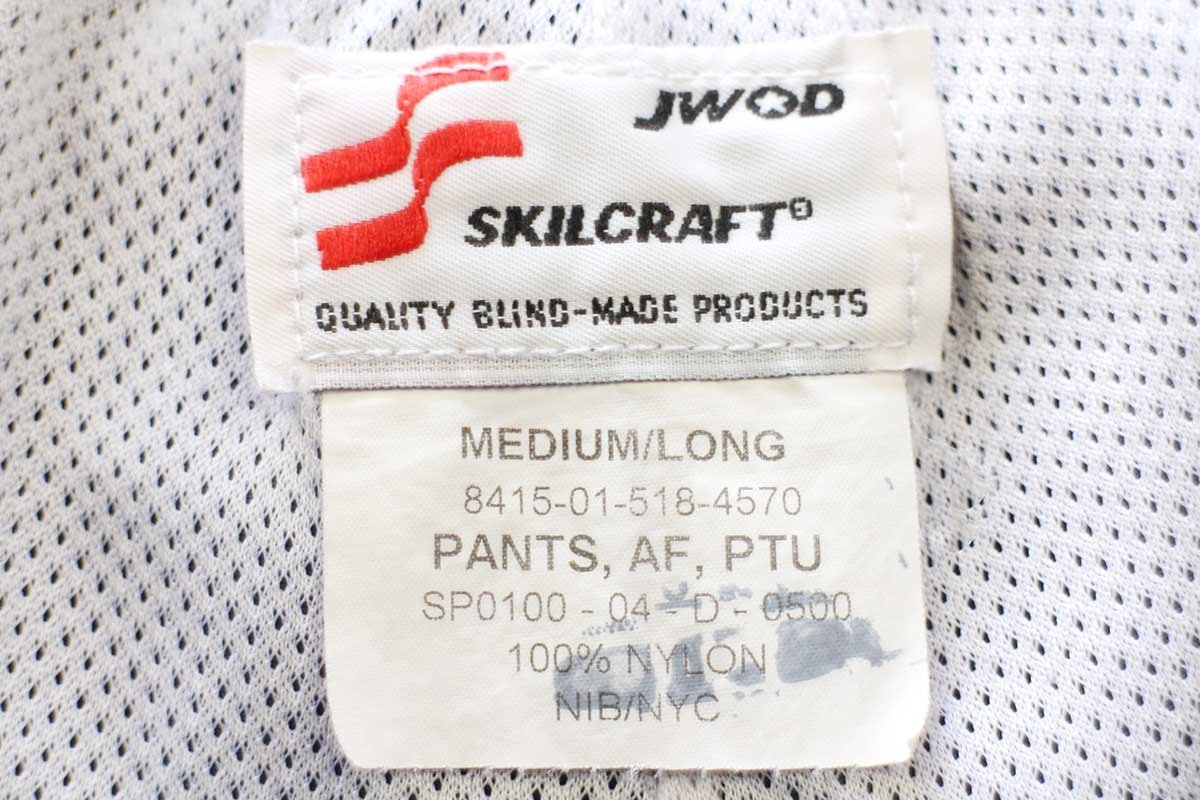 JWOD
SKILCRAFT®
QUALITY BLIND-MADE PRODUCTS
MEDIUM/LONG
8415-01-518-4570
PANTS, AF, PTU
SP0100 - 04 - D - 0500
100% NYLON
NIB/NYC